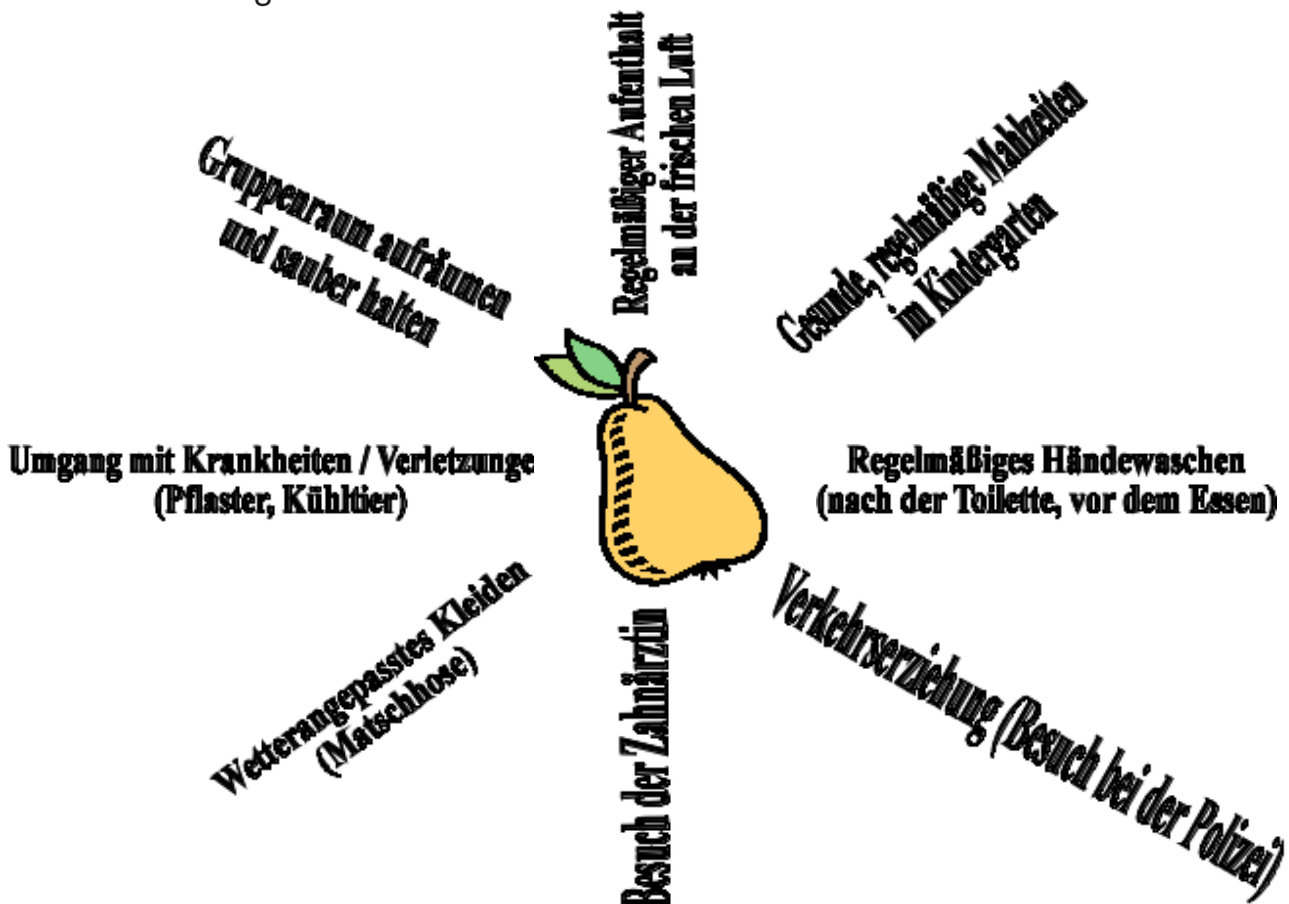 Regelmäßiger Aufenthalt
an der frischen Luft
Gesunde, regelmäßige Mahlzeiten
im Kindergarten
Regelmäßiges Händewaschen
(nach der Toilette, vor dem Essen)
Verkehrserziehung (Besuch bei der Polizei)
Besuch der Zahnärztin
Wetterangepasstes Kleiden
(Matschhose)
Umgang mit Krankheiten / Verletzunge
(Pflaster, Kühltier)
Gruppenraum aufräumen
und sauber halten